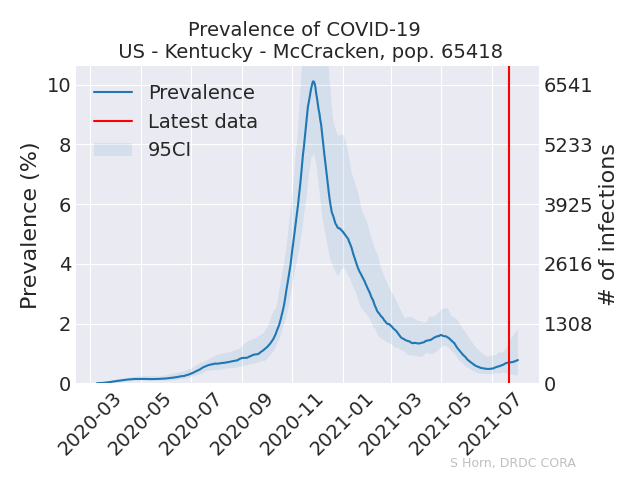 Prevalence of COVID-19
US - Kentucky - McCracken, pop. 65418
Prevalence
Latest data
95CI
Prevalence (%)
10
8
6
4
2
0
6541
5233
3925
2616
1308
0
# of infections
2020-03
2020-05
2020-07
2020-09
2020-11
2021-01
2021-03
2021-05
2021-07
S Horn, DRDC CORA